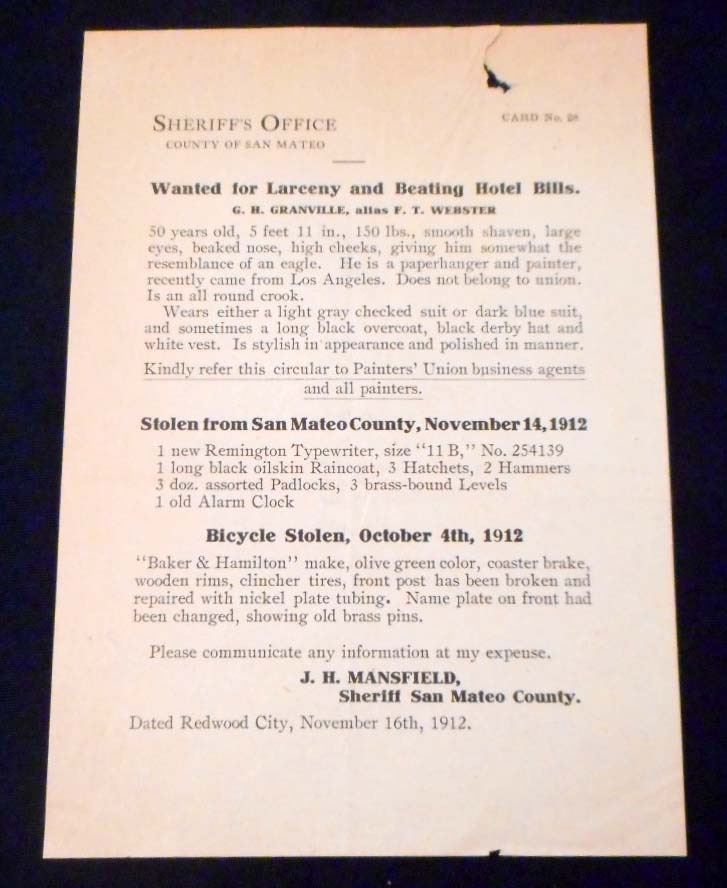 SHERIFF'S OFFICE
COUNTY OF SAN MATEO
CARD No. 28
Wanted for Larceny and Beating Hotel Bills.
G. H. GRANVILLE, alias F. T. WEBSTER
50 years old, 5 feet 11 in., 150 lbs., smooth shaven, large
eyes, beaked nose, high cheeks, giving him somewhat the
resemblance of an eagle. He is a paperhanger and painter,
recently came from Los Angeles. Does not belong to union.
Is an all round crook.
Wears either a light gray checked suit or dark blue suit,
and sometimes a long black overcoat, black derby hat and
white vest. Is stylish in appearance and polished in manner.
Kindly refer this circular to Painters' Union business agents
and all painters.
Stolen from San Mateo County, November 14, 1912
1 new Remington Typewriter, size "11 B," No. 254139
1 long black oilskin Raincoat, 3 Hatchets, 2 Hammers
3 doz. assorted Padlocks, 3 brass-bound Levels
1 old Alarm Clock
Bicycle Stolen, October 4th, 1912
"Baker & Hamilton" make, olive green color, coaster brake,
wooden rims, clincher tires, front post has been broken and
repaired with nickel plate tubing. Name plate on front had
been changed, showing old brass pins.
Please communicate any information at my expense.
J. H. MANSFIELD,
Sheriff San Mateo County.
Dated Redwood City, November 16th, 1912.